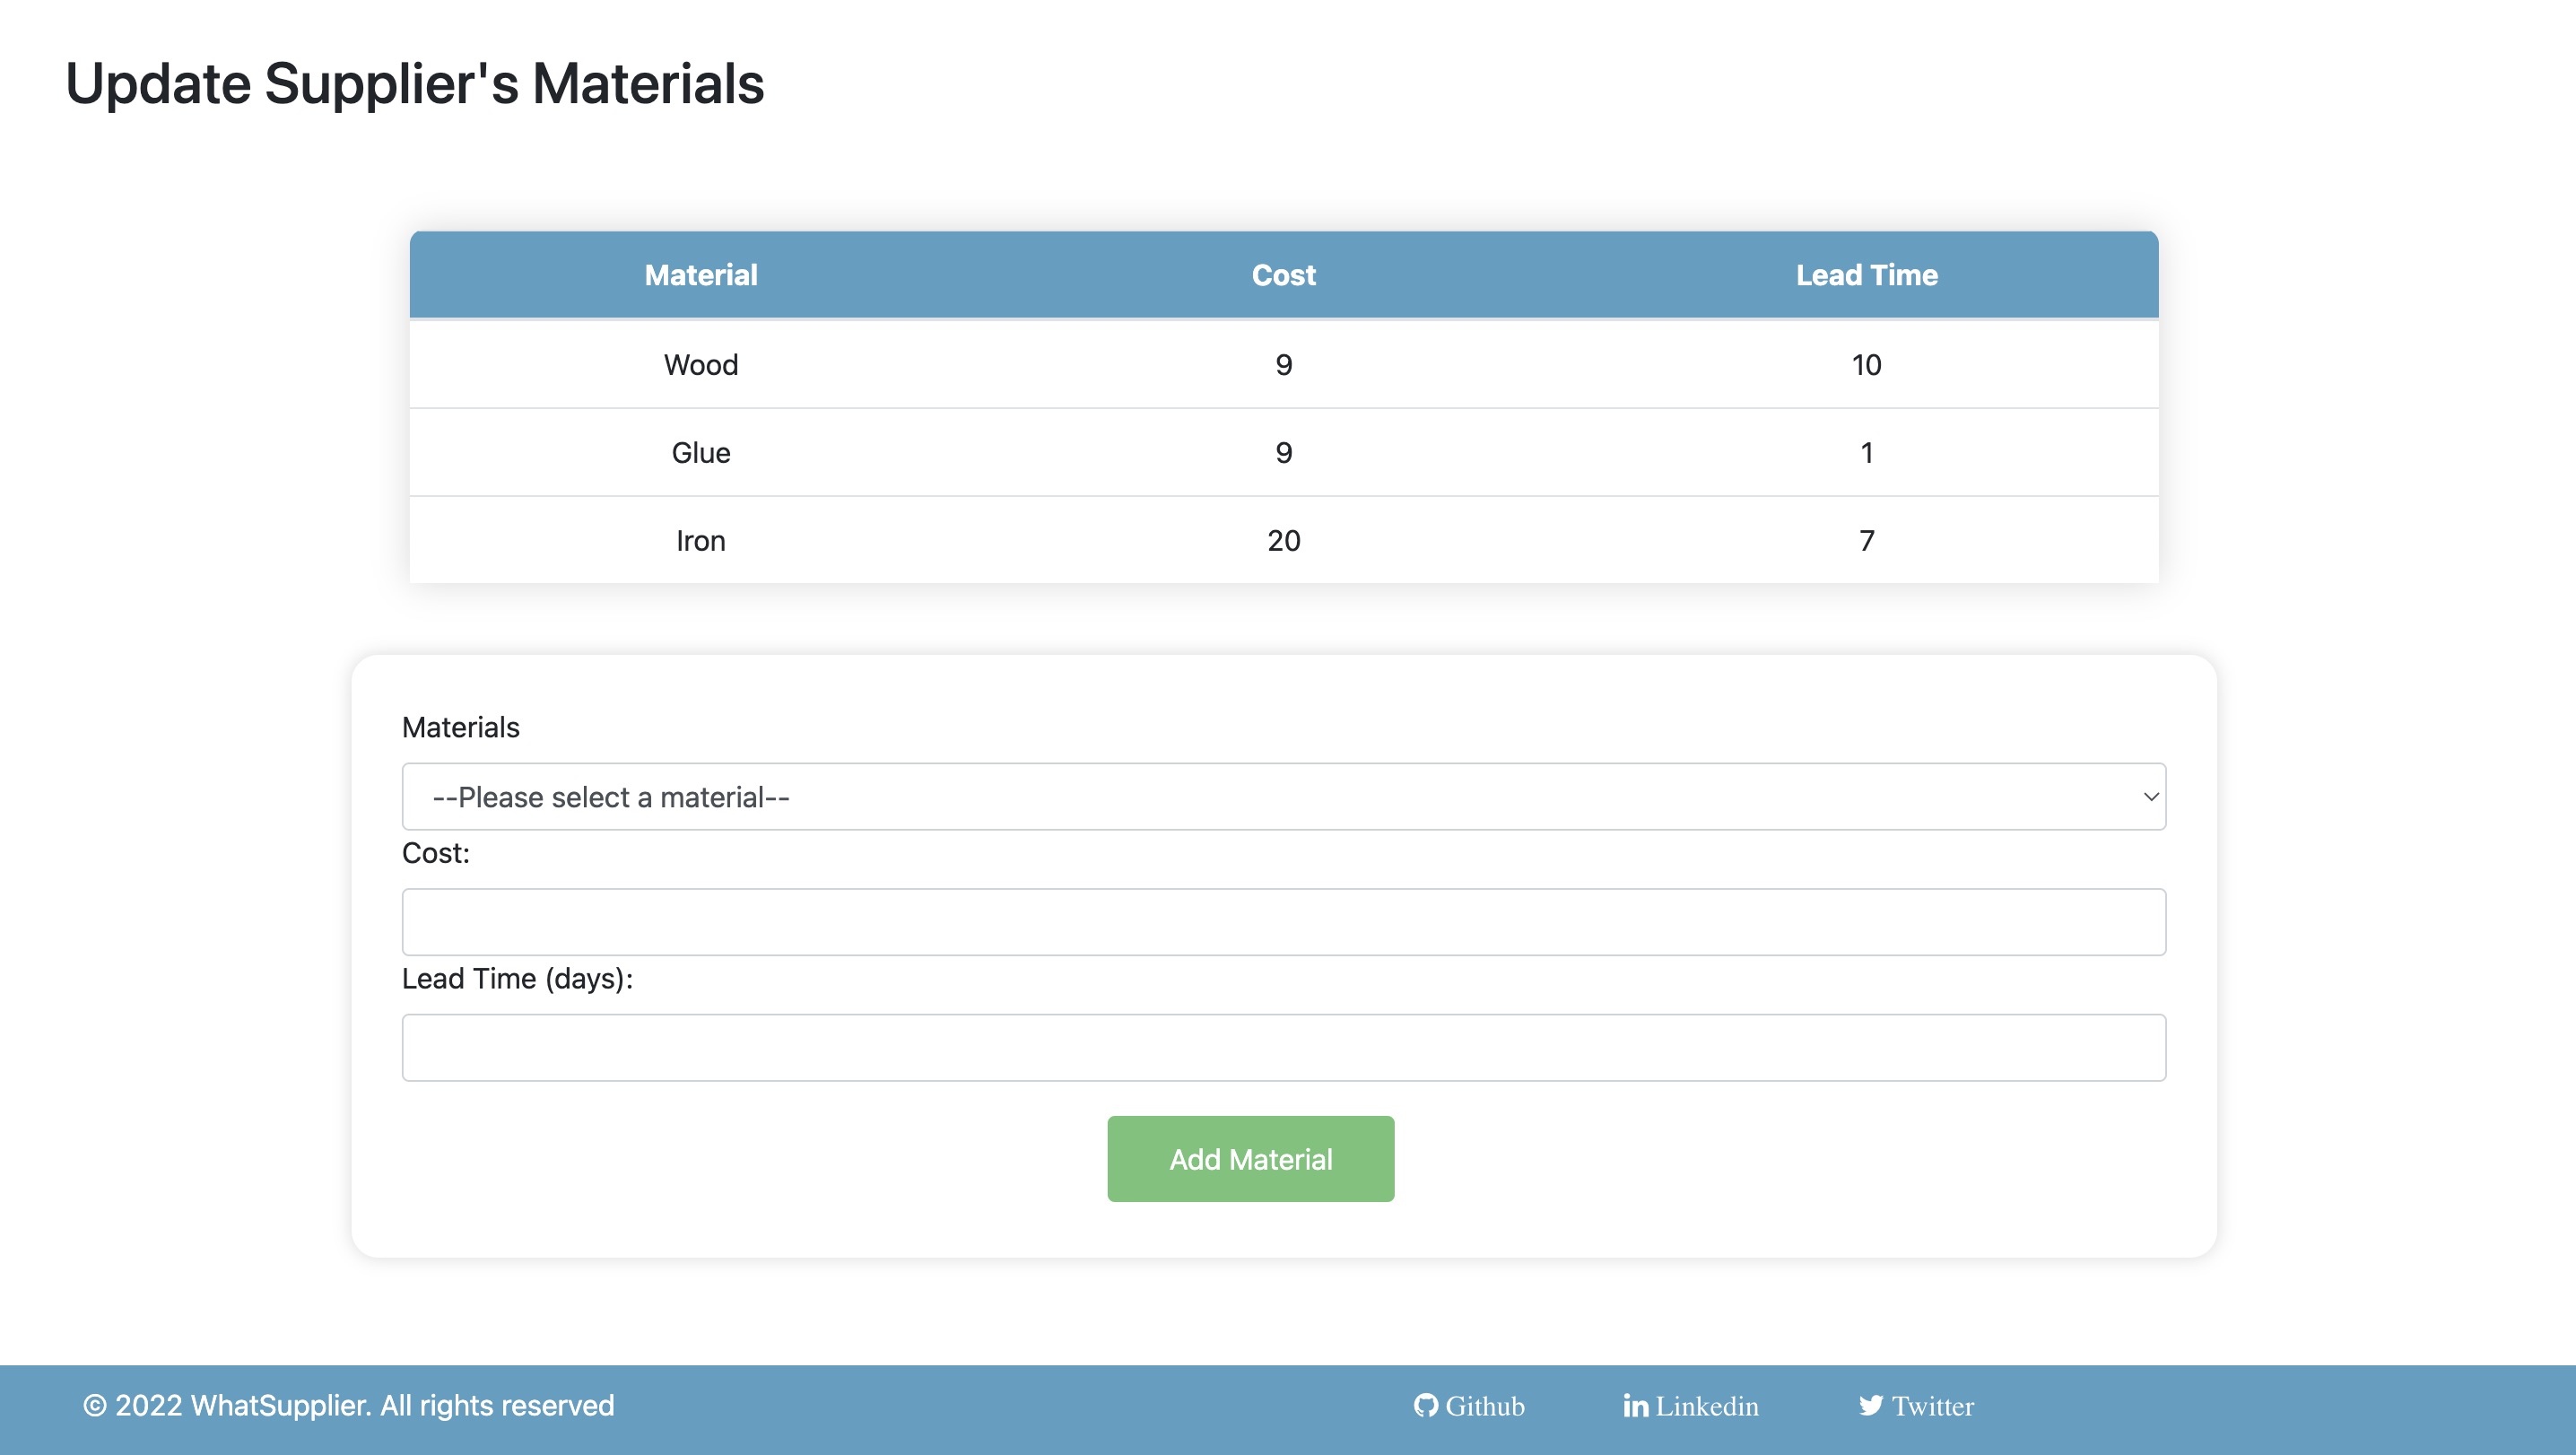 Update Supplier's Materials
Material Cost Lead Time
Wood 9 10
Glue 9 1
Iron 20 7
Materials
--Please select a material--
Cost:
Lead Time (days):
Add Material
© 2022 WhatSupplier. All rights reserved Github Linkedin Twitter